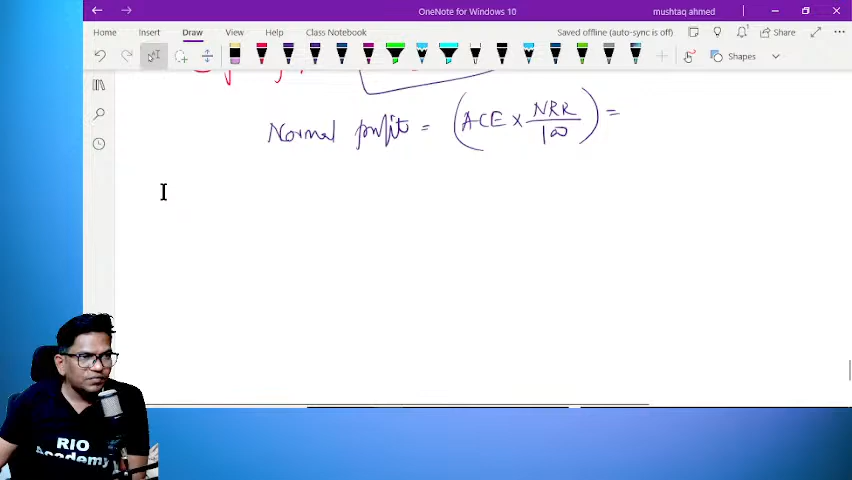 OneNote for Windows 10
mushtaq ahmed
Home Insert Draw View Help Class Notebook
Saved offline (auto-sync is off)
Share
Shapes
Normal profit = (ACE × NRR/100) =
RIO
Academy